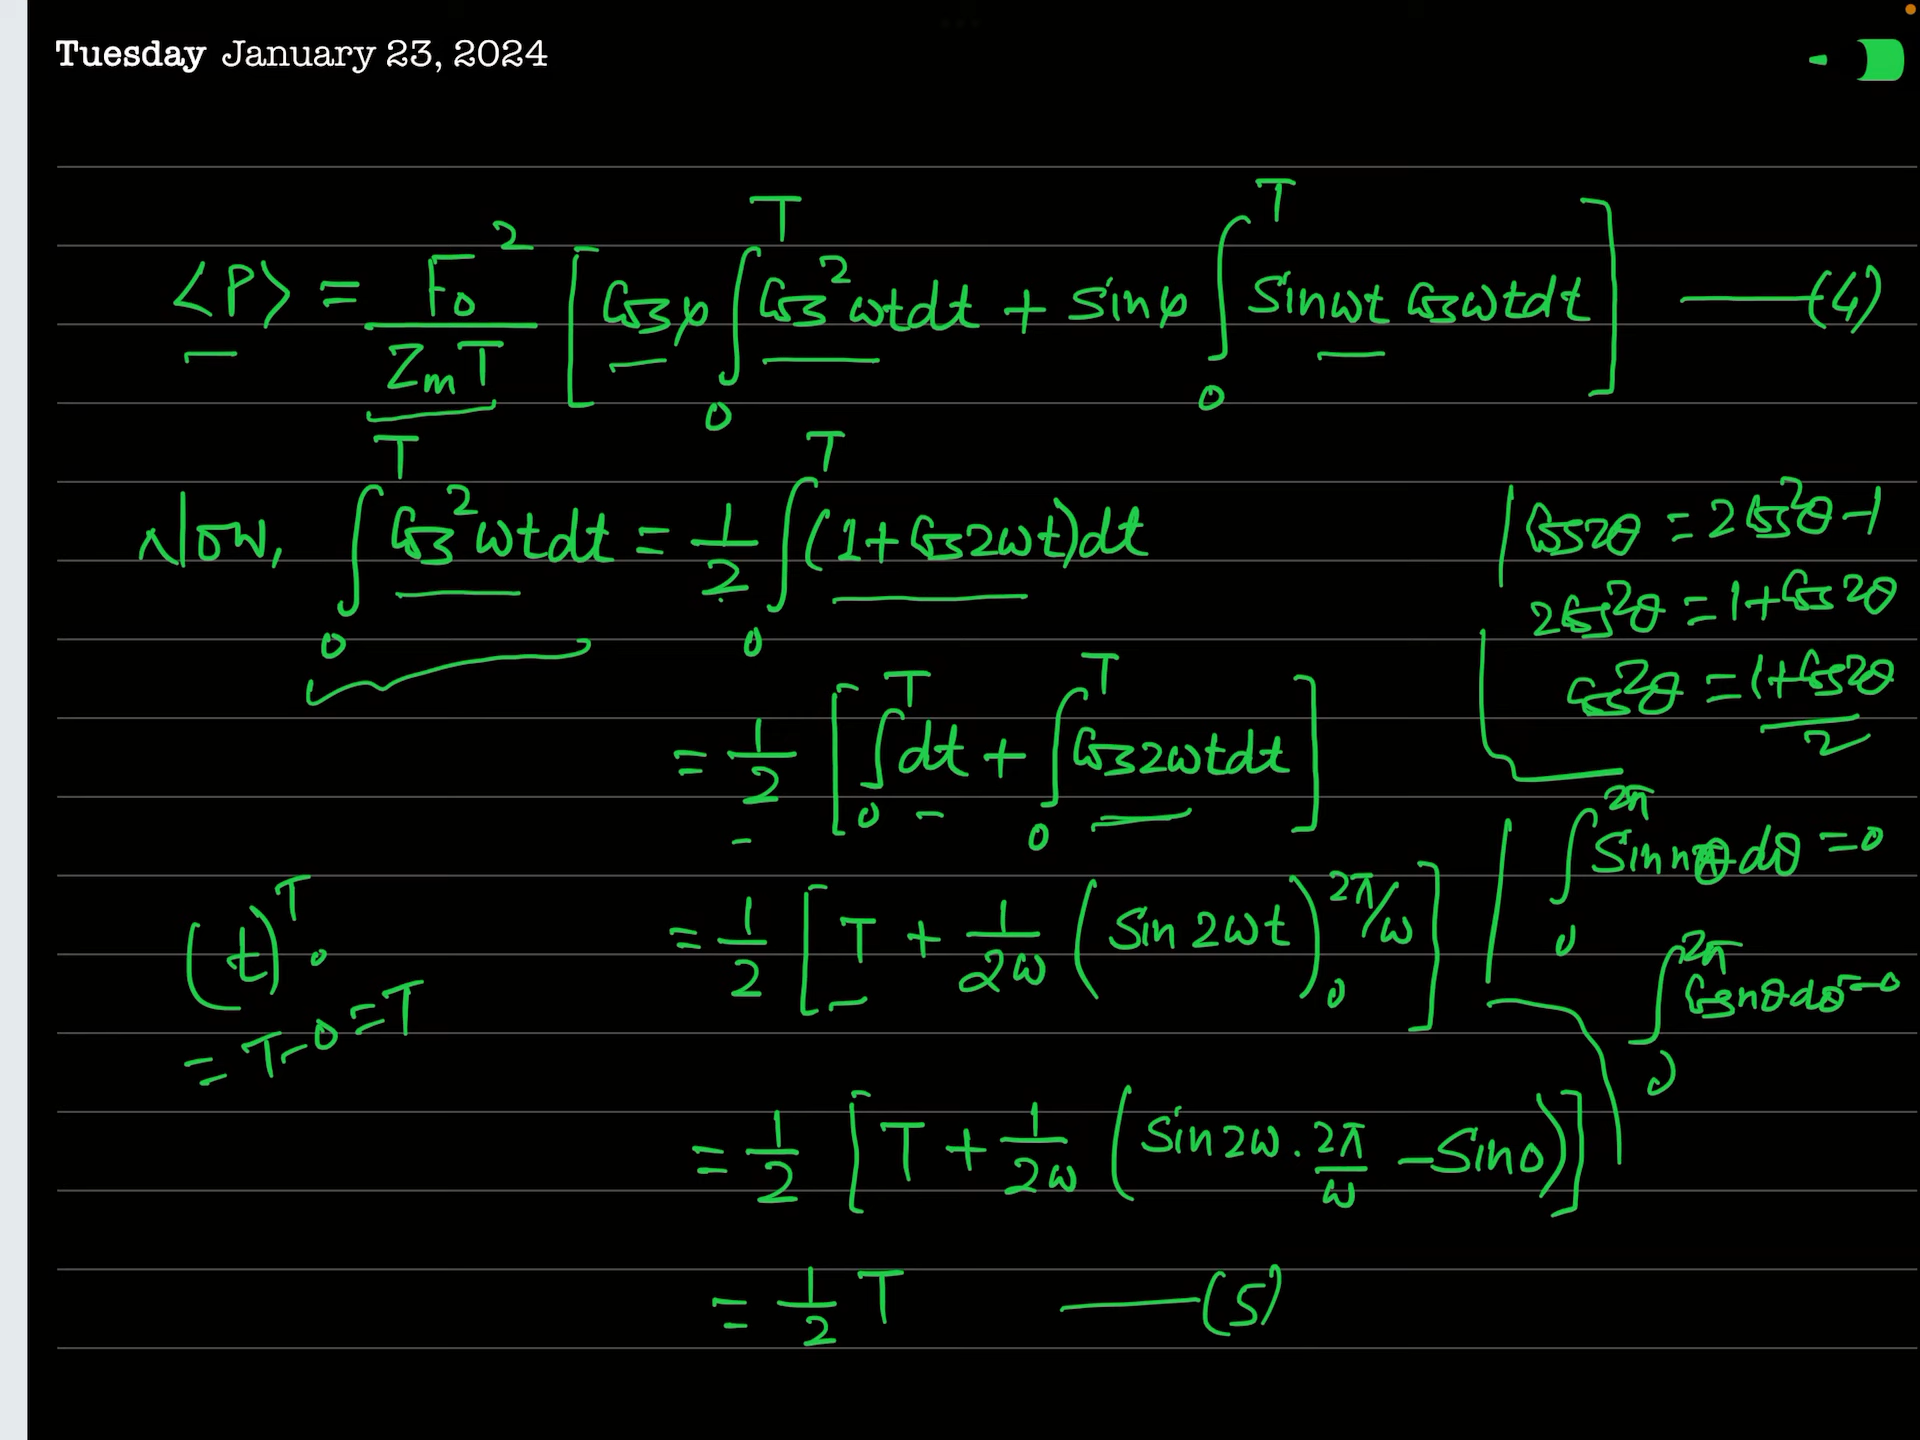 Tuesday January 23, 2024
⟨P⟩ = F₀² / Z_m T [ Cosφ ∫₀ᵀ Cos²ωt dt + Sinφ ∫₀ᵀ Sinωt Cosωt dt ] ——(4)
Now, ∫₀ᵀ Cos²ωt dt = 1/2 ∫₀ᵀ (1 + Cos2ωt) dt
Cos2θ = 2Cos²θ - 1
2Cos²θ = 1 + Cos2θ
Cos²θ = (1 + Cos2θ)/2
= 1/2 [ ∫₀ᵀ dt + ∫₀ᵀ Cos2ωt dt ]
∫₀^2π Sin nθ dθ = 0
= 1/2 [ T + 1/2ω (Sin 2ωt)₀^2π/ω ]
∫₀^2π Cos nθ dθ = 0
(t)₀ᵀ
= T - 0 = T
= 1/2 [ T + 1/2ω (Sin 2ω . 2π/ω - Sin0) ]
= 1/2 T ——(5)